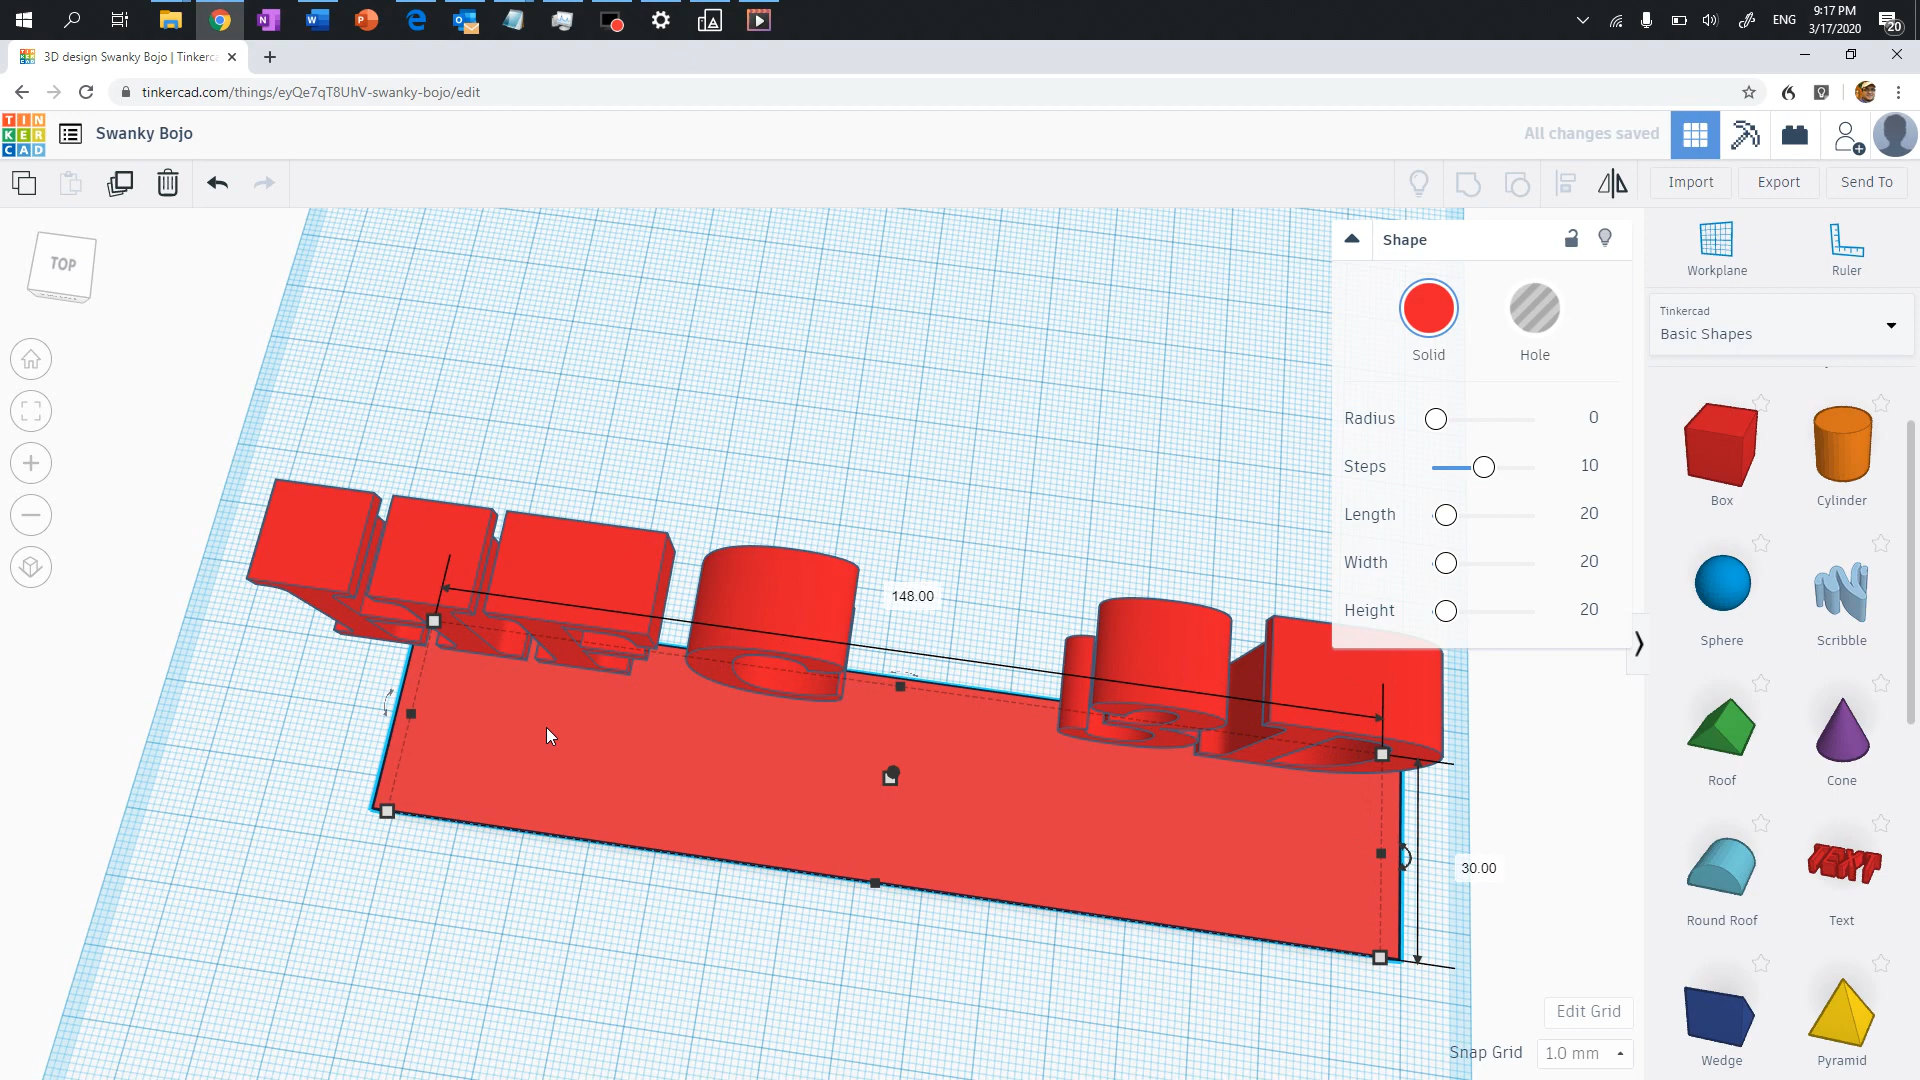 ENG
9:17 PM
3/17/2020
20
3D design Swanky Bojo | Tinkerca
tinkercad.com/things/eyQe7qT8UhV-swanky-bojo/edit
TIN
KER
CAD
Swanky Bojo
All changes saved
Import
Export
Send To
TOP
Shape
Solid
Hole
Radius 0
Steps 10
Length 20
Width 20
Height 20
148.00
30.00
Workplane
Ruler
Tinkercad
Basic Shapes
Box
Cylinder
Sphere
Scribble
Roof
Cone
Round Roof
TEXT
Text
Wedge
Pyramid
Edit Grid
Snap Grid
1.0 mm